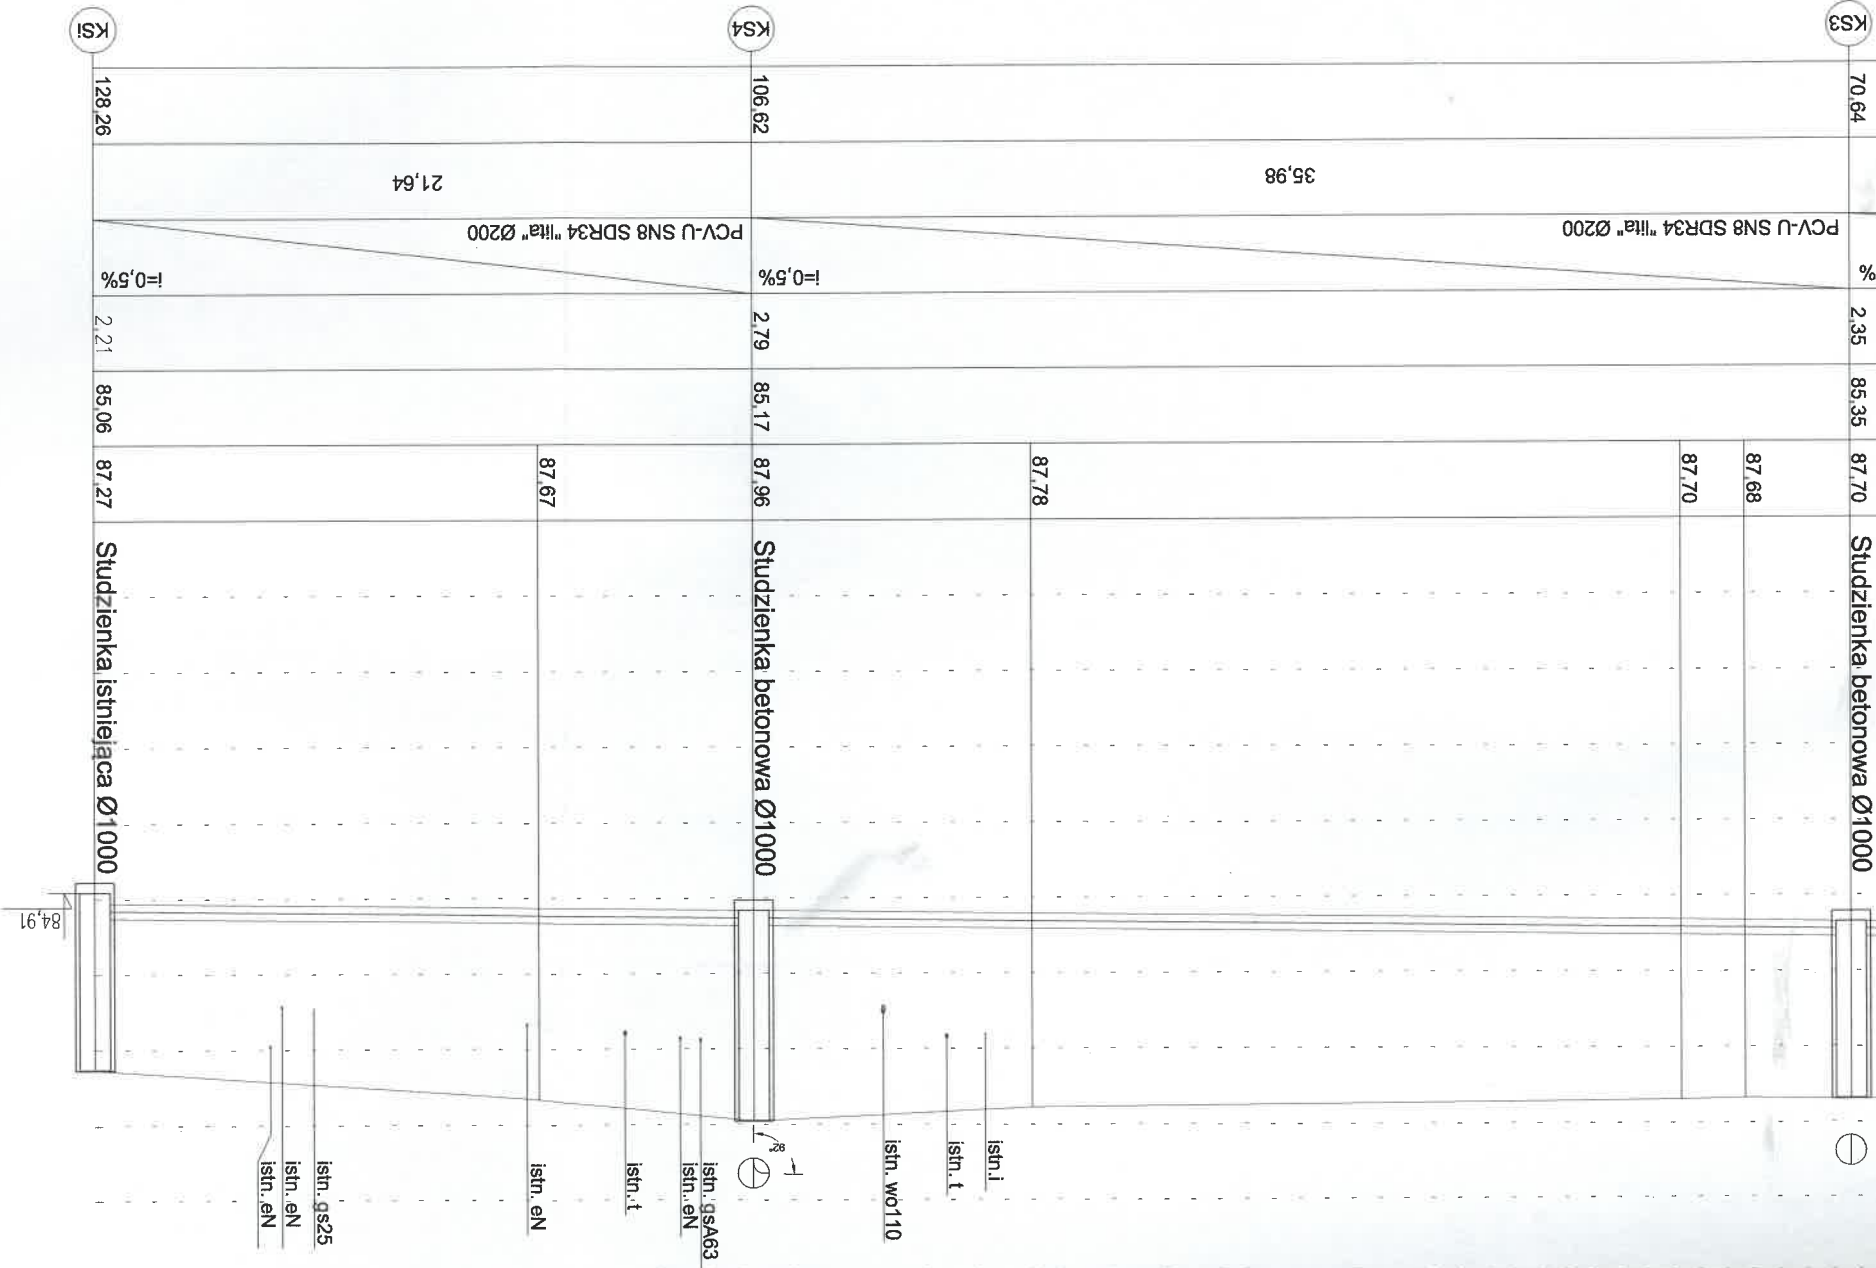 KSi
KS4
KS3
128,26
106,62
70,64
21,64
35,98
PCV-U SN8 SDR34 "lita" Ø200
PCV-U SN8 SDR34 "lita" Ø200
i=0,5%
i=0,5%
%
2,21
2,79
2,35
85,06
85,17
85,35
87,27
87,67
87,96
87,78
87,70
87,68
87,70
Studzienka istniejąca Ø1000
Studzienka betonowa Ø1000
Studzienka betonowa Ø1000
84,91
istn. eN
istn. eN
istn. gs25
istn. eN
istn. t
istn. eN
istn. gsA63
92°
istn. wo110
istn. t
istn.i